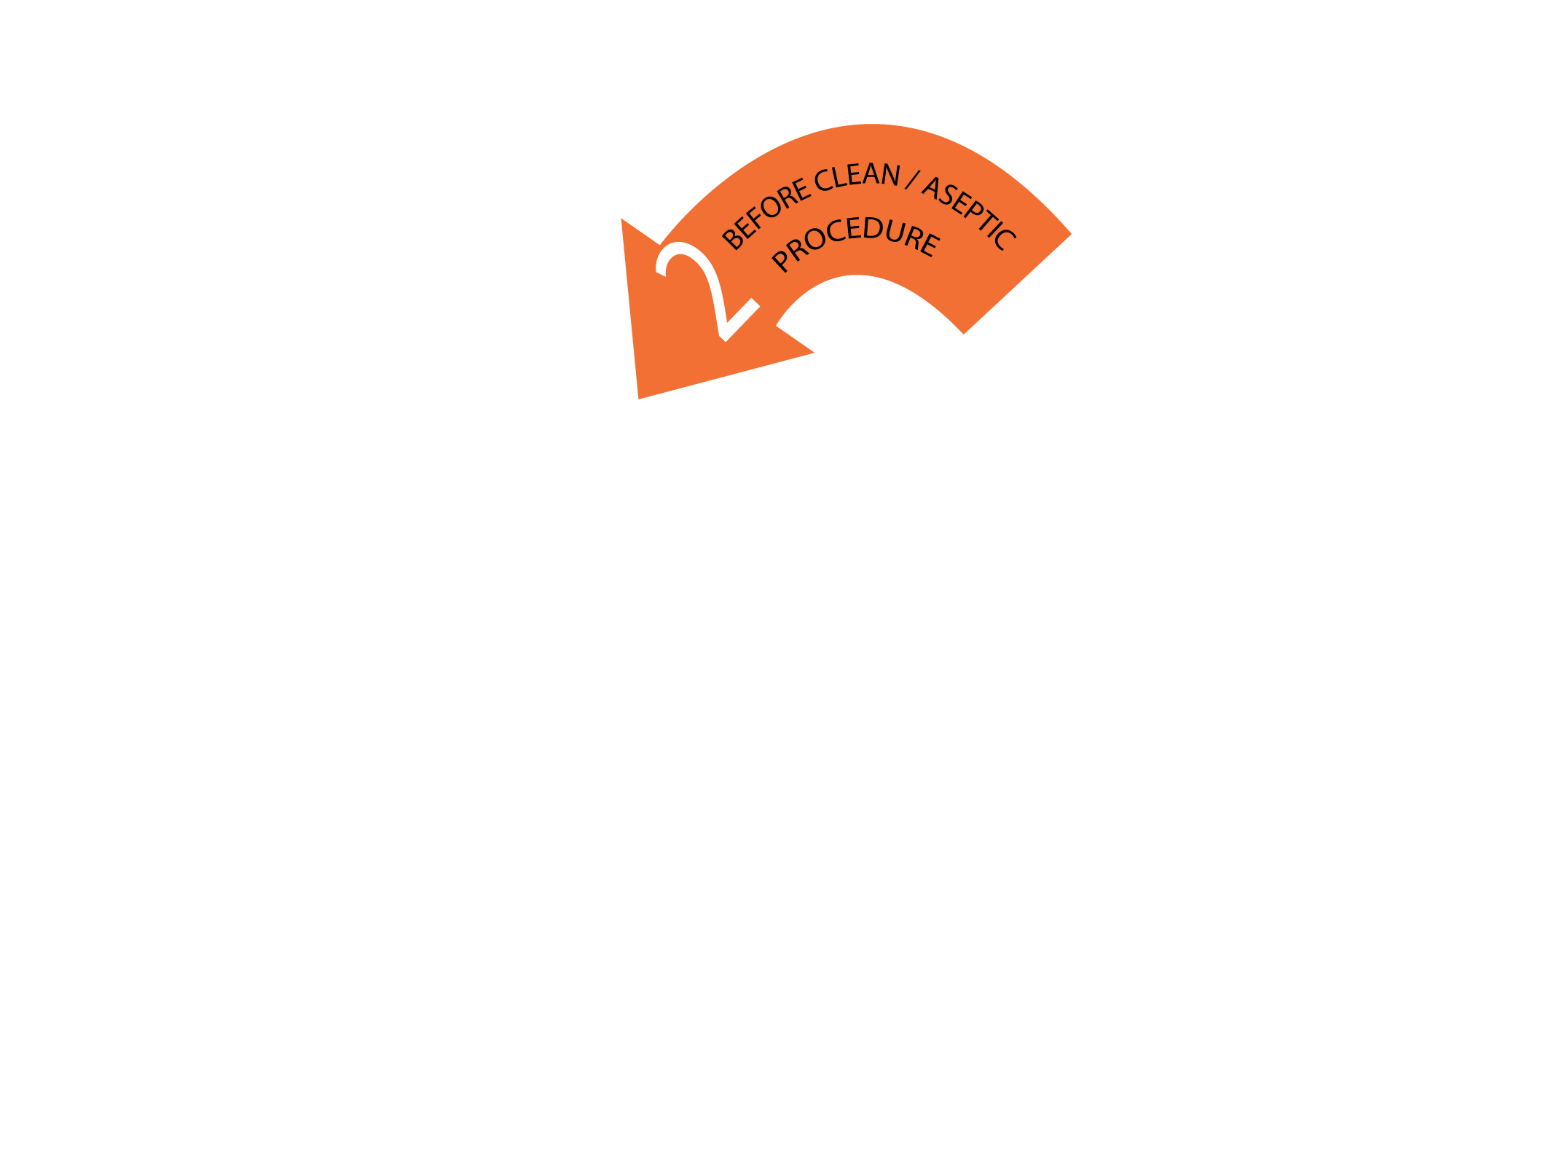 2
BEFORE CLEAN / ASEPTIC
PROCEDURE